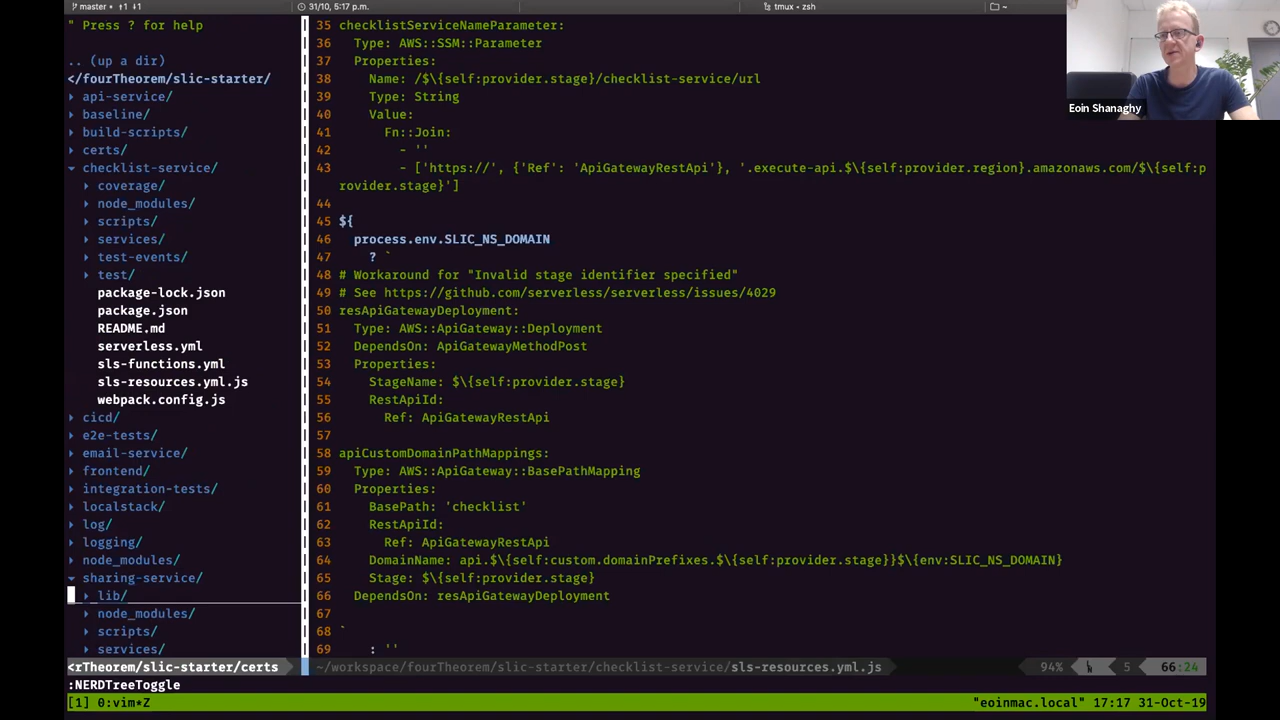 master ↑1 ↓1
31/10, 5:17 p.m.
tmux - zsh
~
" Press ? for help
.. (up a dir)
</fourTheorem/slic-starter/
api-service/
baseline/
build-scripts/
certs/
checklist-service/
coverage/
node_modules/
scripts/
services/
test-events/
test/
package-lock.json
package.json
README.md
serverless.yml
sls-functions.yml
sls-resources.yml.js
webpack.config.js
cicd/
e2e-tests/
email-service/
frontend/
integration-tests/
localstack/
log/
logging/
node_modules/
sharing-service/
lib/
node_modules/
scripts/
services/
<rTheorem/slic-starter/certs
35 checklistServiceNameParameter:
36 Type: AWS::SSM::Parameter
37 Properties:
38 Name: /$\{self:provider.stage}/checklist-service/url
39 Type: String
40 Value:
41 Fn::Join:
42 - ''
43 - ['https://', {'Ref': 'ApiGatewayRestApi'}, '.execute-api.$\{self:provider.region}.amazonaws.com/$\{self:p
rovider.stage}']
44
45 ${
46 process.env.SLIC_NS_DOMAIN
47 ? `
48 # Workaround for "Invalid stage identifier specified"
49 # See https://github.com/serverless/serverless/issues/4029
50 resApiGatewayDeployment:
51 Type: AWS::ApiGateway::Deployment
52 DependsOn: ApiGatewayMethodPost
53 Properties:
54 StageName: $\{self:provider.stage}
55 RestApiId:
56 Ref: ApiGatewayRestApi
57
58 apiCustomDomainPathMappings:
59 Type: AWS::ApiGateway::BasePathMapping
60 Properties:
61 BasePath: 'checklist'
62 RestApiId:
63 Ref: ApiGatewayRestApi
64 DomainName: api.$\{self:custom.domainPrefixes.$\{self:provider.stage}}$\{env:SLIC_NS_DOMAIN}
65 Stage: $\{self:provider.stage}
66 DependsOn: resApiGatewayDeployment
67
68 `
69 : ''
~/workspace/fourTheorem/slic-starter/checklist-service/sls-resources.yml.js 94% 5 66:24
:NERDTreeToggle
[1] 0:vim*Z "eoinmac.local" 17:17 31-Oct-19
Eoin Shanaghy